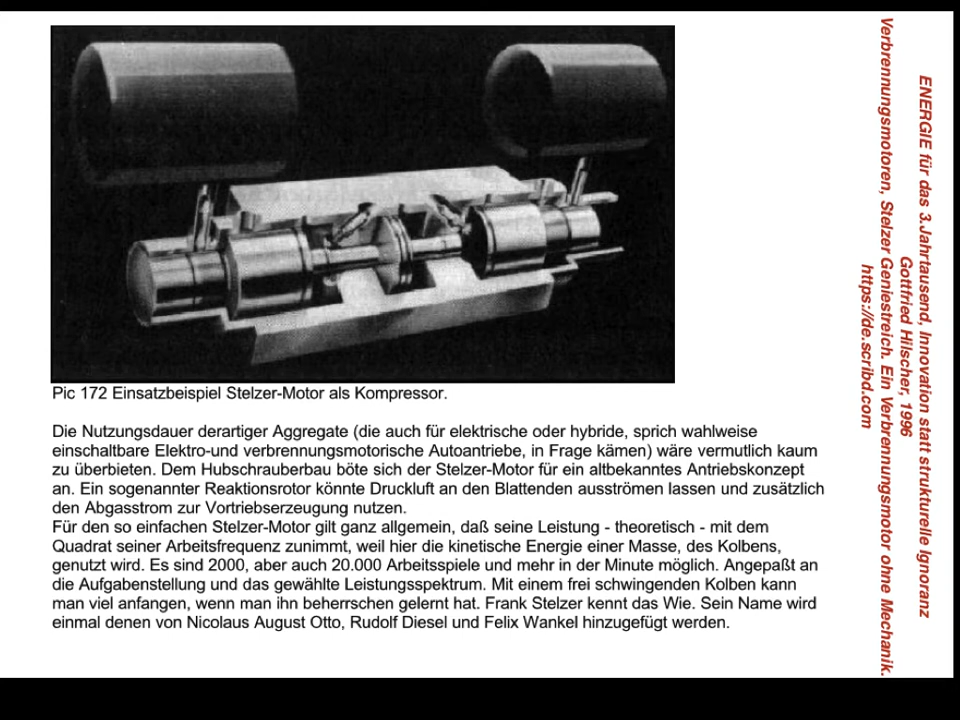 Pic 172 Einsatzbeispiel Stelzer-Motor als Kompressor.
Die Nutzungsdauer derartiger Aggregate (die auch für elektrische oder hybride, sprich wahlweise
einschaltbare Elektro-und verbrennungsmotorische Autoantriebe, in Frage kämen) wäre vermutlich kaum
zu überbieten. Dem Hubschrauberbau böte sich der Stelzer-Motor für ein altbekanntes Antriebskonzept
an. Ein sogenannter Reaktionsrotor könnte Druckluft an den Blattenden ausströmen lassen und zusätzlich
den Abgasstrom zur Vortriebserzeugung nutzen.
Für den so einfachen Stelzer-Motor gilt ganz allgemein, daß seine Leistung - theoretisch - mit dem
Quadrat seiner Arbeitsfrequenz zunimmt, weil hier die kinetische Energie einer Masse, des Kolbens,
genutzt wird. Es sind 2000, aber auch 20.000 Arbeitsspiele und mehr in der Minute möglich. Angepaßt an
die Aufgabenstellung und das gewählte Leistungsspektrum. Mit einem frei schwingenden Kolben kann
man viel anfangen, wenn man ihn beherrschen gelernt hat. Frank Stelzer kennt das Wie. Sein Name wird
einmal denen von Nicolaus August Otto, Rudolf Diesel und Felix Wankel hinzugefügt werden.
ENERGIE für das 3.Jahrtausend, Innovation statt strukturelle Ignoranz
Gottfried Hilscher, 1996
Verbrennungsmotoren, Stelzer Geniestreich. Ein Verbrennungsmotor ohne Mechanik.
https://de.scribd.com